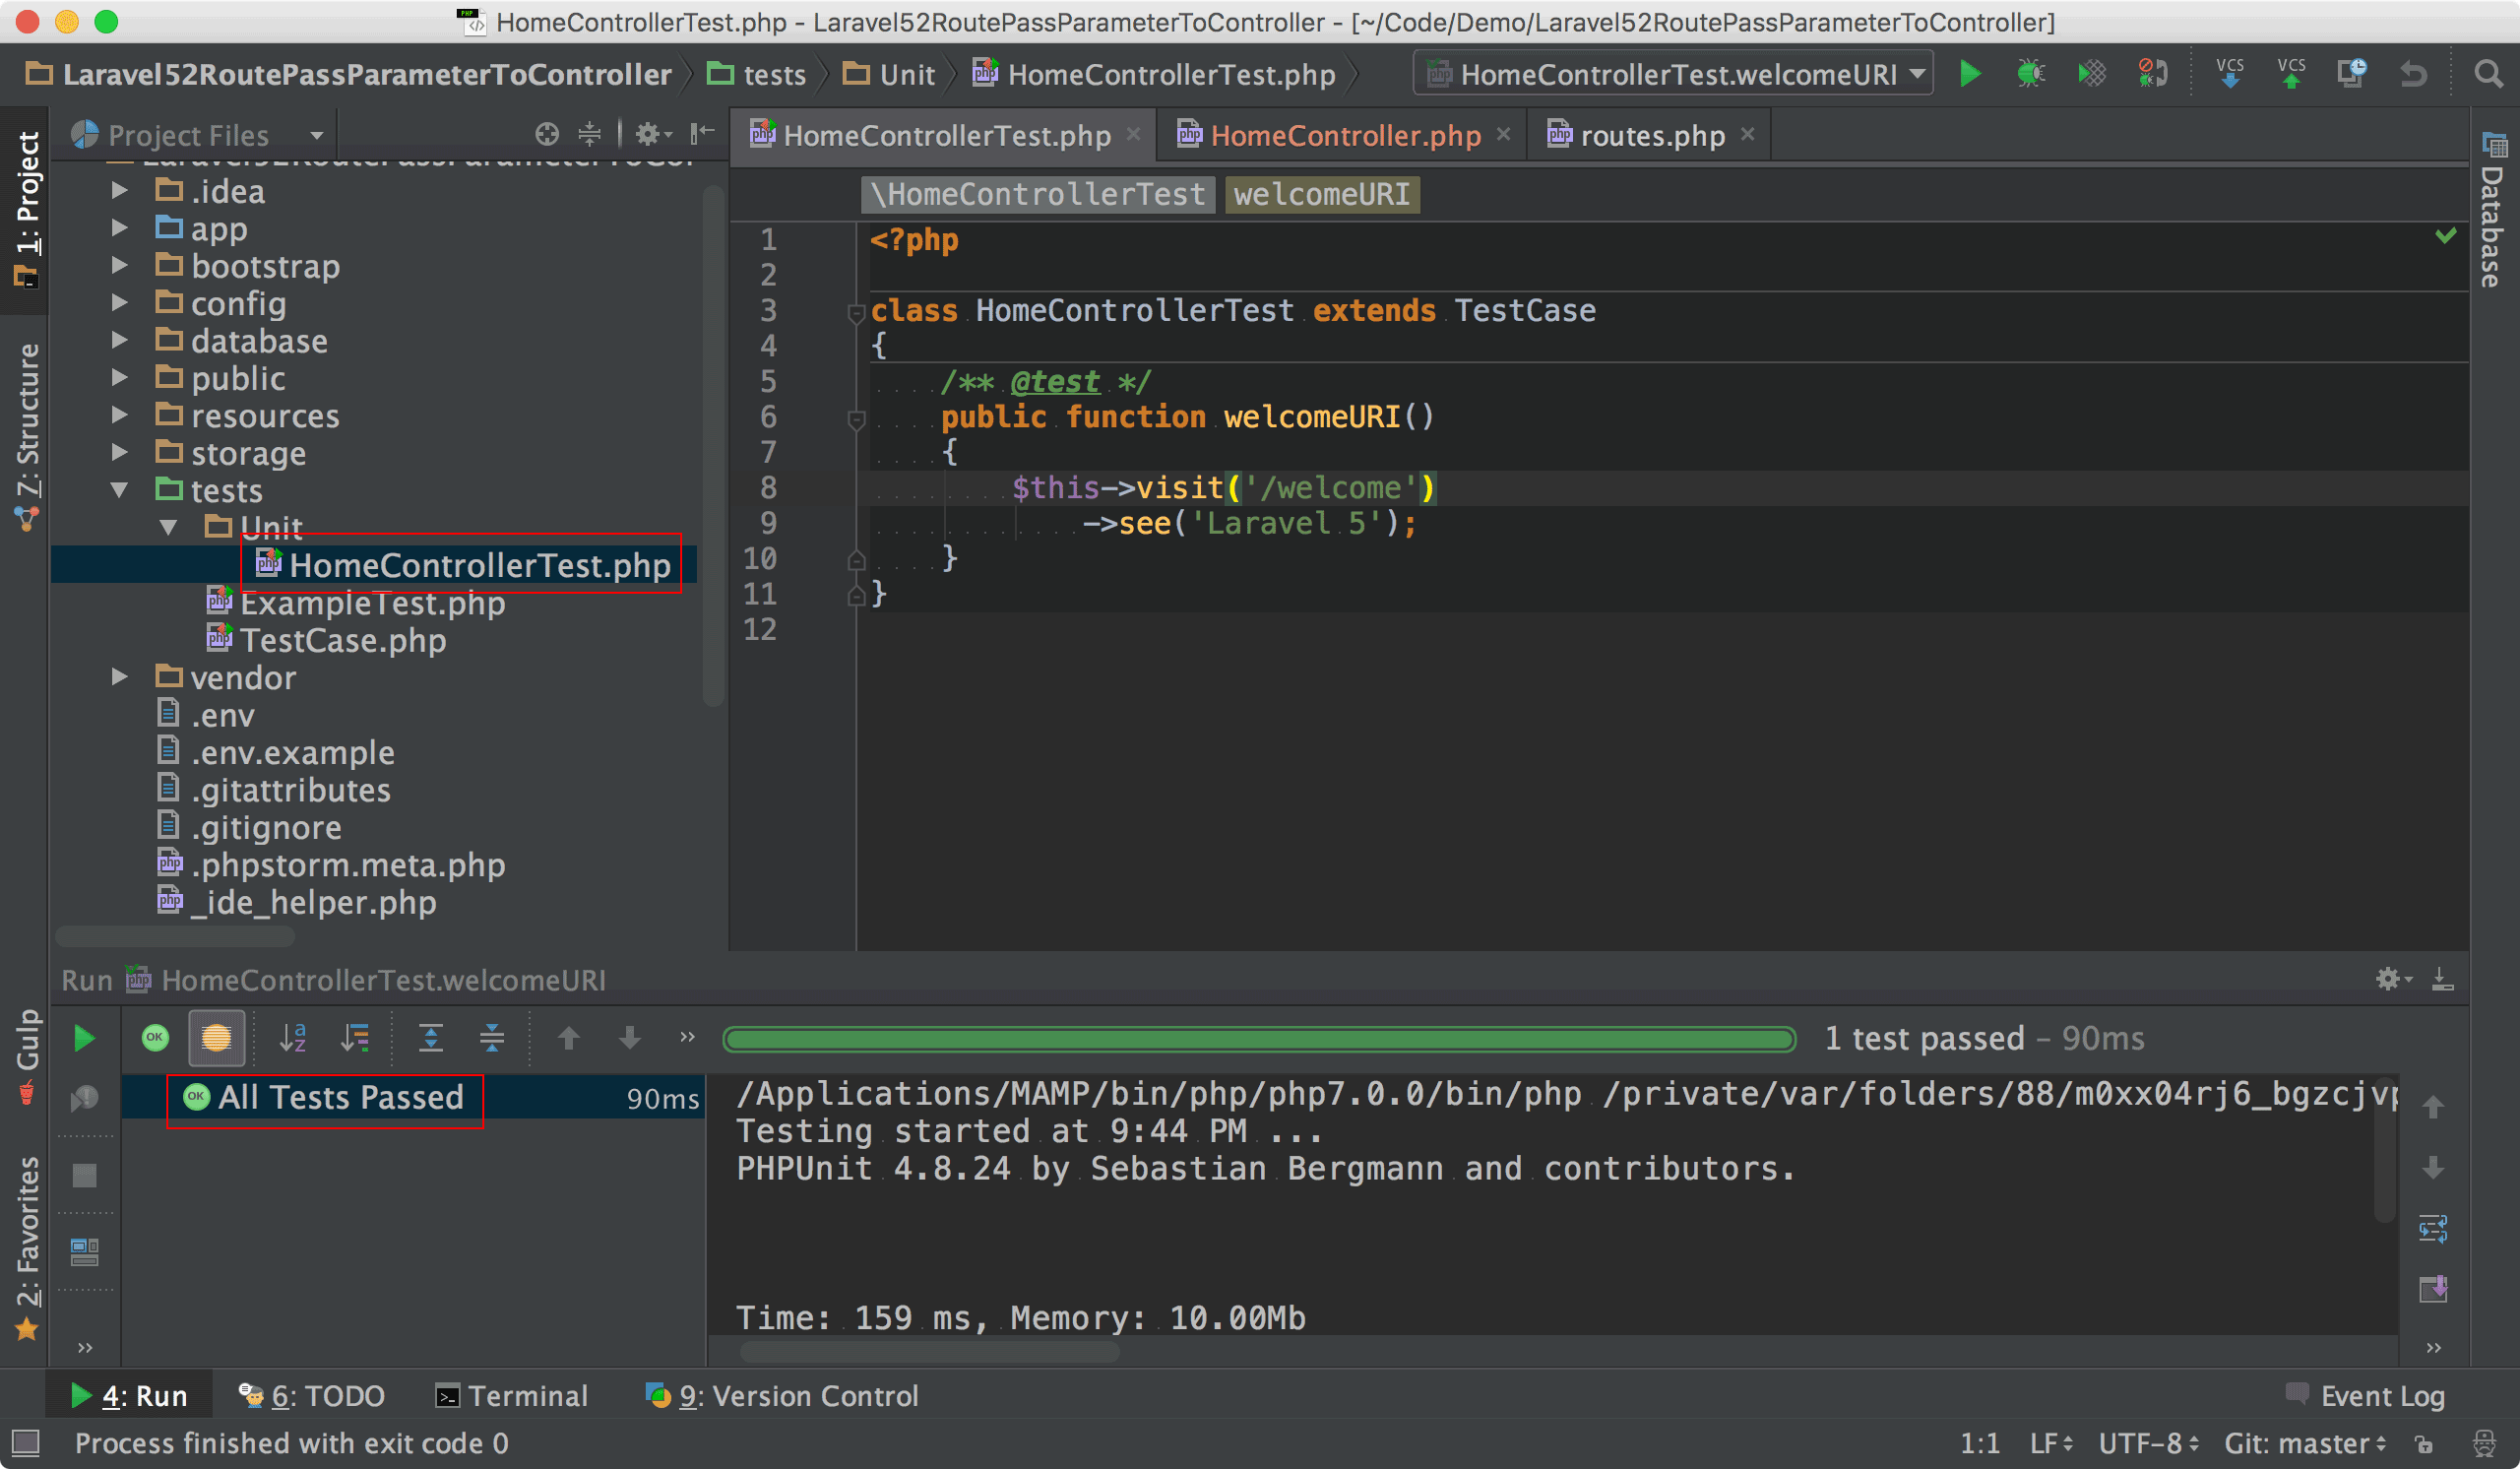 HomeControllerTest.php - Laravel52RoutePassParameterToController - [~/Code/Demo/Laravel52RoutePassParameterToController]
Laravel52RoutePassParameterToController tests Unit HomeControllerTest.php HomeControllerTest.welcomeURI VCS VCS
1: Project
7: Structure
Gulp
2: Favorites
Project Files
.idea
app
bootstrap
config
database
public
resources
storage
tests
Unit
HomeControllerTest.php
ExampleTest.php
TestCase.php
vendor
.env
.env.example
.gitattributes
.gitignore
.phpstorm.meta.php
_ide_helper.php
HomeControllerTest.php HomeController.php routes.php
\HomeControllerTest welcomeURI
1 <?php
2
3 class HomeControllerTest extends TestCase
4 {
5 /** @test */
6 public function welcomeURI()
7 {
8 $this->visit('/welcome')
9 ->see('Laravel 5');
10 }
11 }
12
Database
Run HomeControllerTest.welcomeURI
1 test passed – 90ms
All Tests Passed 90ms
/Applications/MAMP/bin/php/php7.0.0/bin/php /private/var/folders/88/m0xx04rj6_bgzcjvp
Testing started at 9:44 PM ...
PHPUnit 4.8.24 by Sebastian Bergmann and contributors.
Time: 159 ms, Memory: 10.00Mb
4: Run 6: TODO Terminal 9: Version Control Event Log
Process finished with exit code 0 1:1 LF UTF-8 Git: master